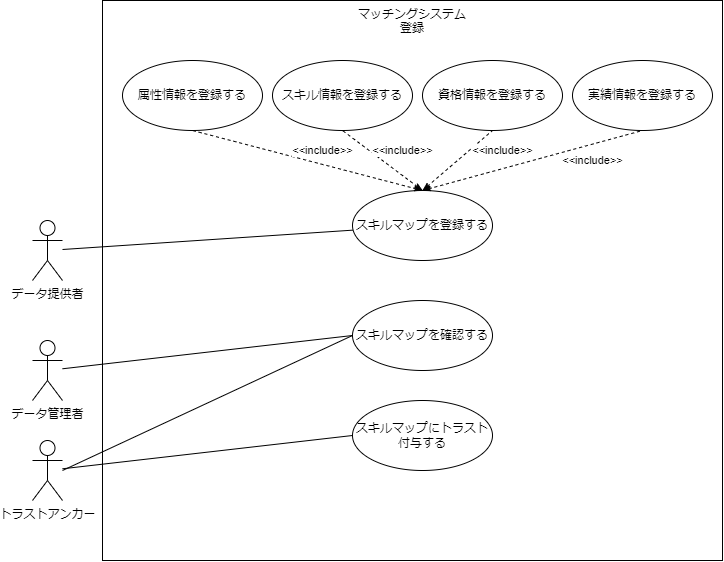 マッチングシステム
登録
属性情報を登録する
スキル情報を登録する
資格情報を登録する
実績情報を登録する
<<include>>
<<include>>
<<include>>
<<include>>
スキルマップを登録する
データ提供者
スキルマップを確認する
データ管理者
スキルマップにトラスト
付与する
トラストアンカー